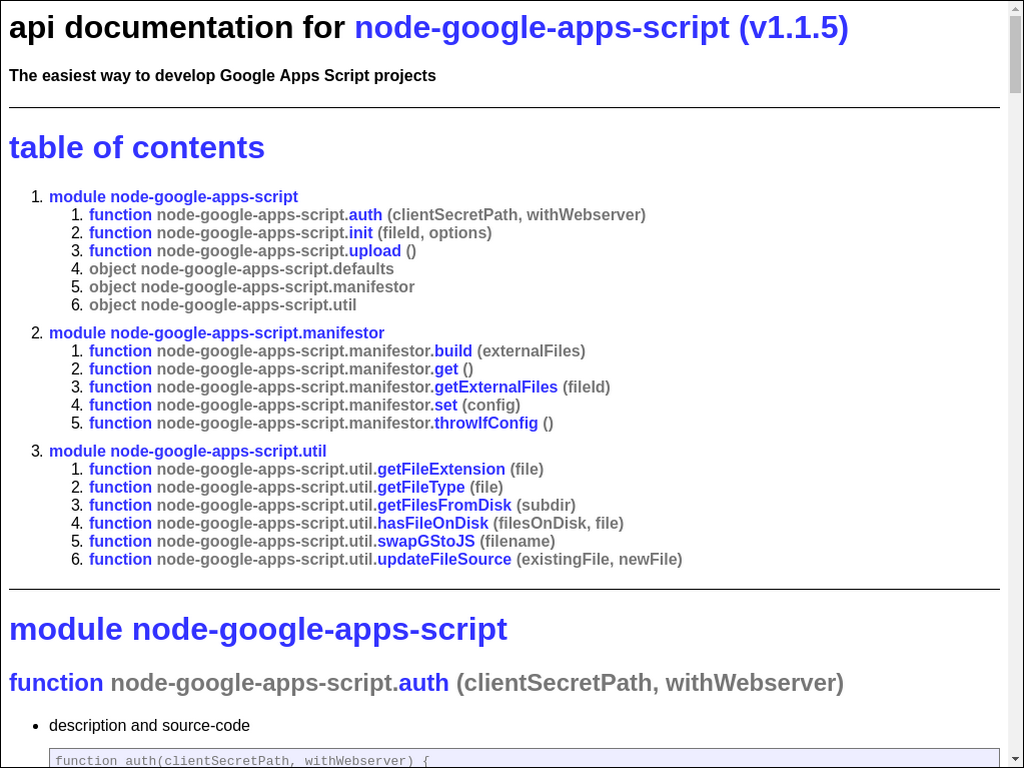 api documentation for node-google-apps-script (v1.1.5)
The easiest way to develop Google Apps Script projects
table of contents
1. module node-google-apps-script
1. function node-google-apps-script.auth (clientSecretPath, withWebserver)
2. function node-google-apps-script.init (fileId, options)
3. function node-google-apps-script.upload ()
4. object node-google-apps-script.defaults
5. object node-google-apps-script.manifestor
6. object node-google-apps-script.util
2. module node-google-apps-script.manifestor
1. function node-google-apps-script.manifestor.build (externalFiles)
2. function node-google-apps-script.manifestor.get ()
3. function node-google-apps-script.manifestor.getExternalFiles (fileId)
4. function node-google-apps-script.manifestor.set (config)
5. function node-google-apps-script.manifestor.throwIfConfig ()
3. module node-google-apps-script.util
1. function node-google-apps-script.util.getFileExtension (file)
2. function node-google-apps-script.util.getFileType (file)
3. function node-google-apps-script.util.getFilesFromDisk (subdir)
4. function node-google-apps-script.util.hasFileOnDisk (filesOnDisk, file)
5. function node-google-apps-script.util.swapGStoJS (filename)
6. function node-google-apps-script.util.updateFileSource (existingFile, newFile)
module node-google-apps-script
function node-google-apps-script.auth (clientSecretPath, withWebserver)
• description and source-code
function auth(clientSecretPath, withWebserver) {